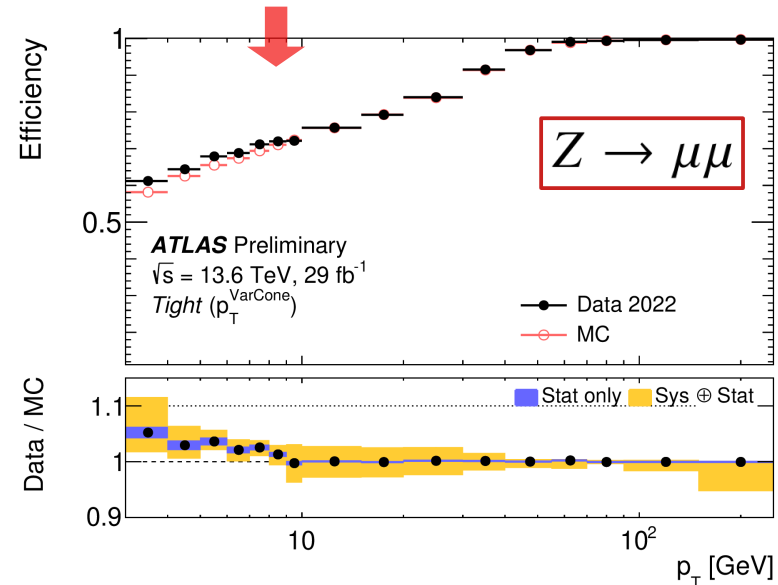 1
Efficiency
Z → μμ
0.5
ATLAS Preliminary
√s = 13.6 TeV, 29 fb⁻¹
Tight (p_T^VarCone)
Data 2022
MC
Data / MC
1.1
Stat only Sys ⊕ Stat
1
0.9
10 10²
p_T [GeV]